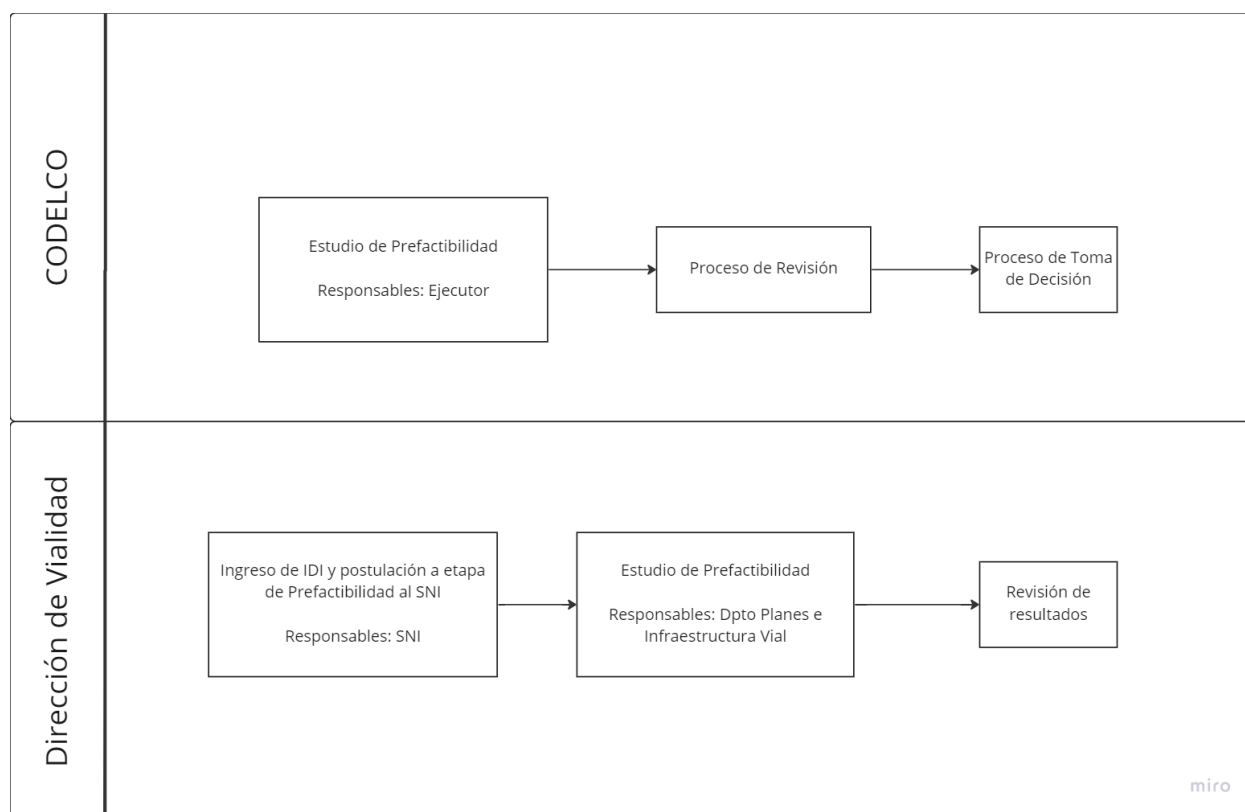 CODELCO
Estudio de Prefactibilidad
Responsables: Ejecutor
Proceso de Revisión
Proceso de Toma
de Decisión
Dirección de Vialidad
Ingreso de IDI y postulación a etapa
de Prefactibilidad al SNI
Responsables: SNI
Estudio de Prefactibilidad
Responsables: Dpto Planes e
Infraestructura Vial
Revisión de
resultados
miro